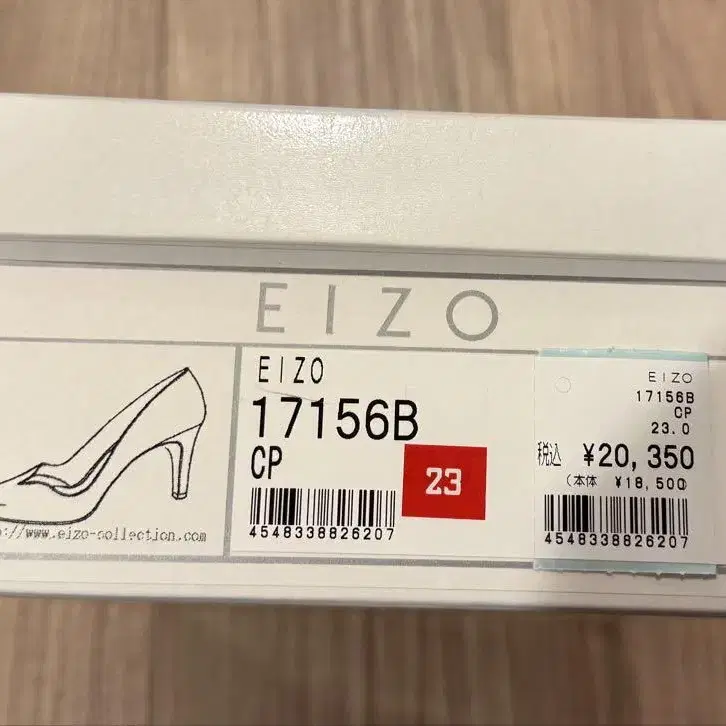 EIZO
EIZO
17156B
CP
23
4548338826207
://www.eizo-collection.com
EIZO
17156B
CP
23.0
税込 ¥20,350
(本体 ¥18,500)
4548338826207